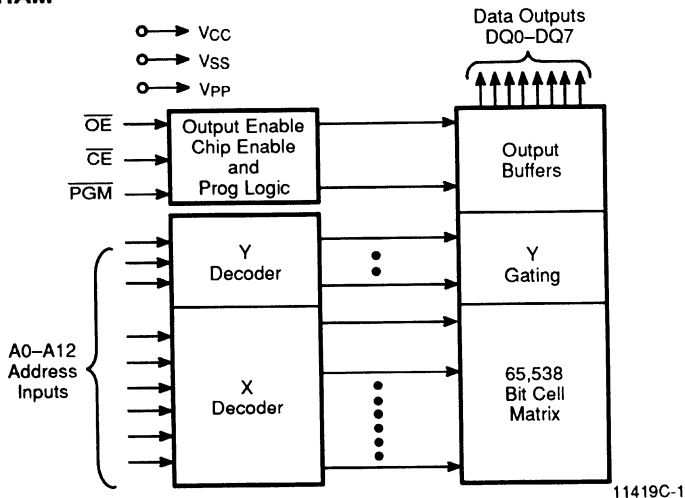 VCC
VSS
VPP
Data Outputs
DQ0–DQ7
OE
CE
PGM
Output Enable
Chip Enable
and
Prog Logic
Output
Buffers
Y
Decoder
Y
Gating
A0–A12
Address
Inputs
X
Decoder
65,538
Bit Cell
Matrix
11419C-1